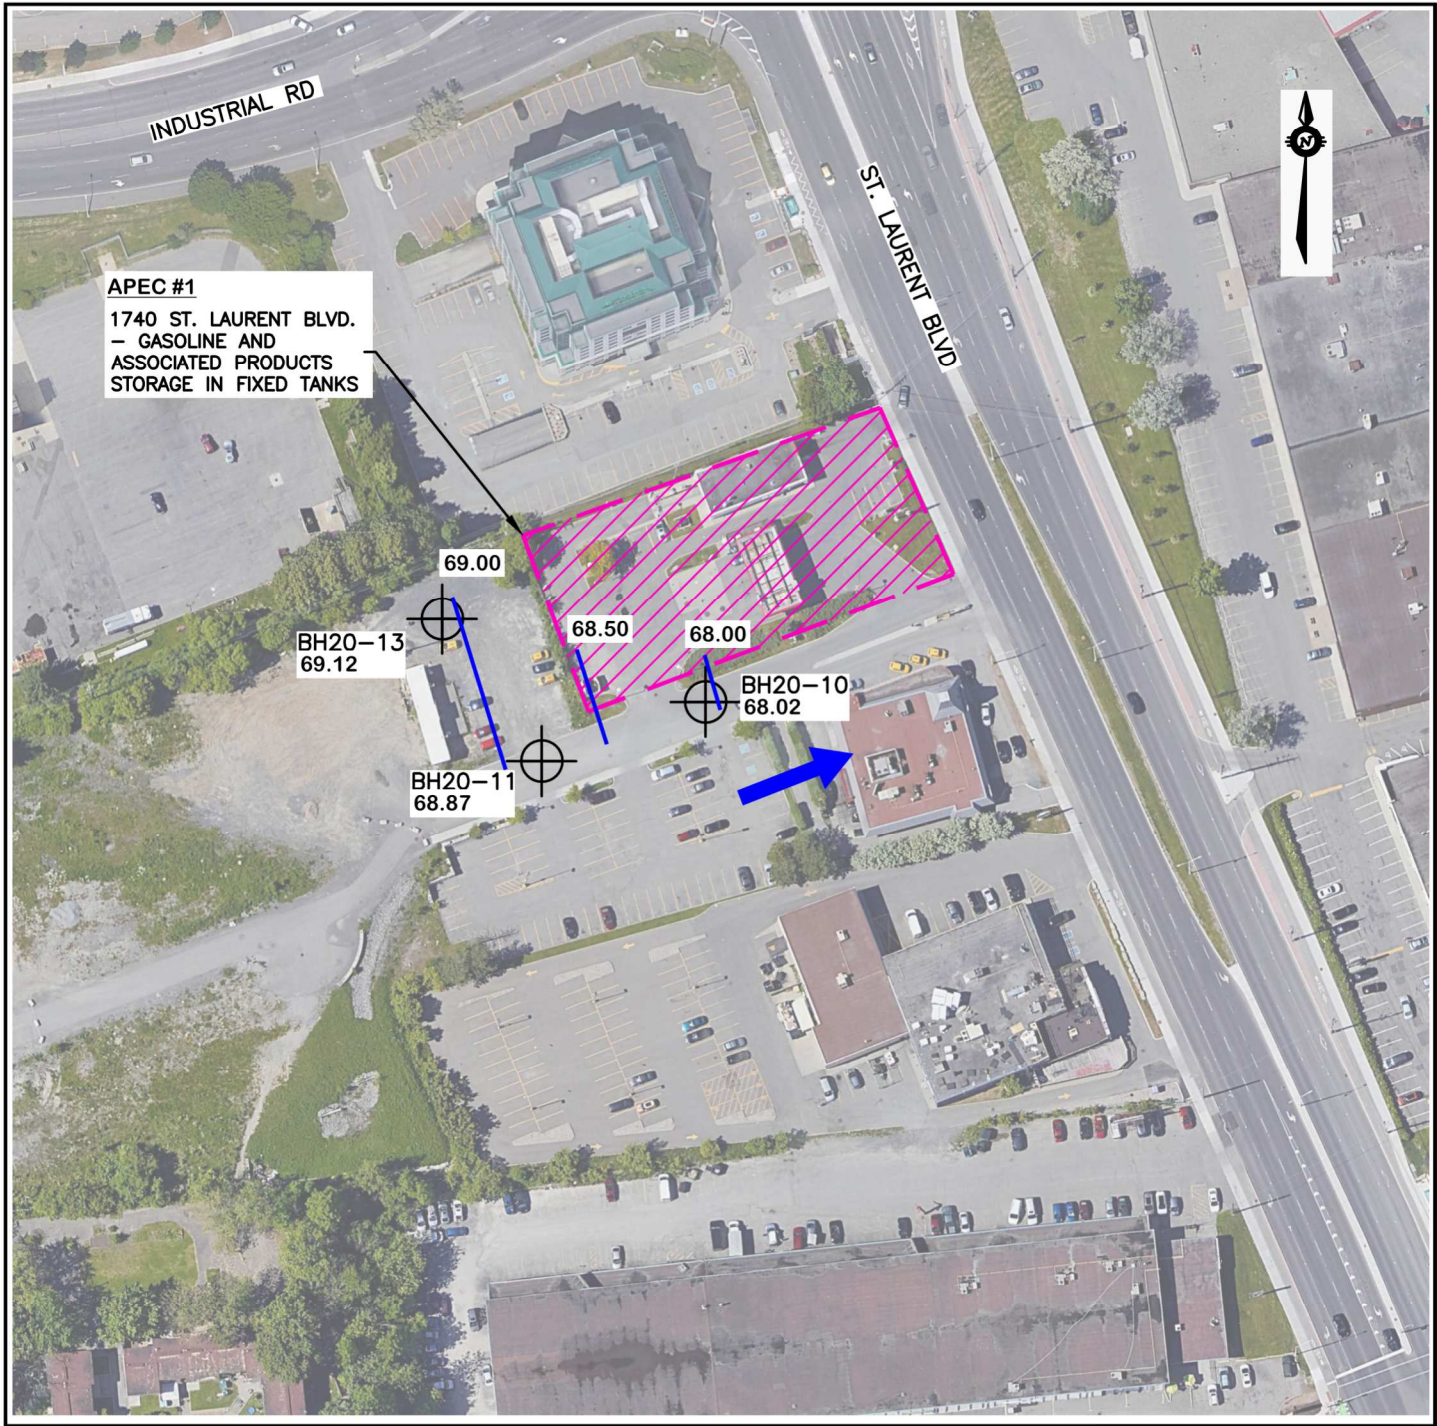 INDUSTRIAL RD
N
ST. LAURENT BLVD
APEC #1
1740 ST. LAURENT BLVD.
– GASOLINE AND
ASSOCIATED PRODUCTS
STORAGE IN FIXED TANKS
69.00
68.50
68.00
BH20-13
69.12
BH20-10
68.02
BH20-11
68.87